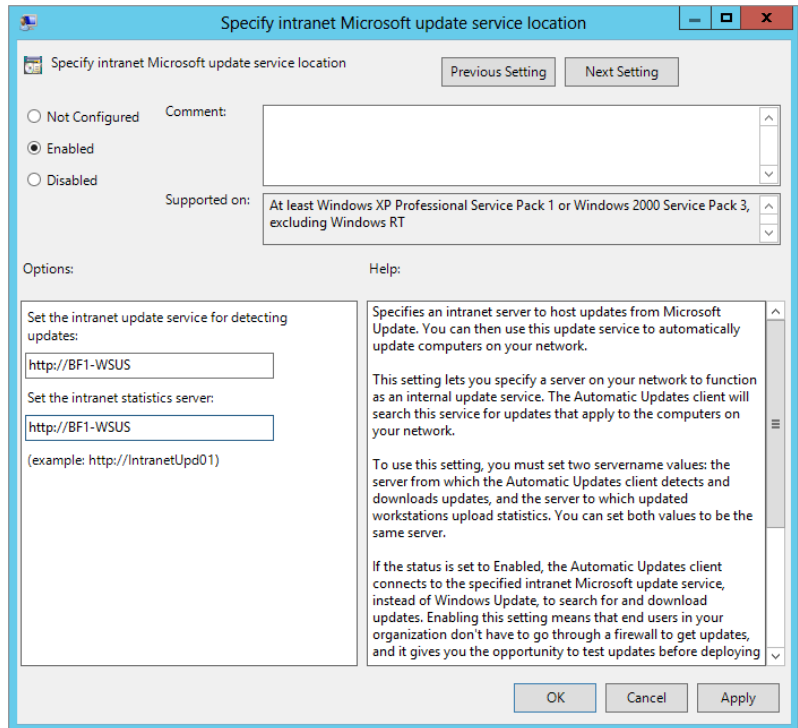 Specify intranet Microsoft update service location
Specify intranet Microsoft update service location
Previous Setting
Next Setting
Not Configured
Enabled
Disabled
Comment:
Supported on:
At least Windows XP Professional Service Pack 1 or Windows 2000 Service Pack 3,
excluding Windows RT
Options:
Help:
Set the intranet update service for detecting
updates:
http://BF1-WSUS
Set the intranet statistics server:
http://BF1-WSUS
(example: http://IntranetUpd01)
Specifies an intranet server to host updates from Microsoft
Update. You can then use this update service to automatically
update computers on your network.
This setting lets you specify a server on your network to function
as an internal update service. The Automatic Updates client will
search this service for updates that apply to the computers on
your network.
To use this setting, you must set two servername values: the
server from which the Automatic Updates client detects and
downloads updates, and the server to which updated
workstations upload statistics. You can set both values to be the
same server.
If the status is set to Enabled, the Automatic Updates client
connects to the specified intranet Microsoft update service,
instead of Windows Update, to search for and download
updates. Enabling this setting means that end users in your
organization don't have to go through a firewall to get updates,
and it gives you the opportunity to test updates before deploying
OK
Cancel
Apply